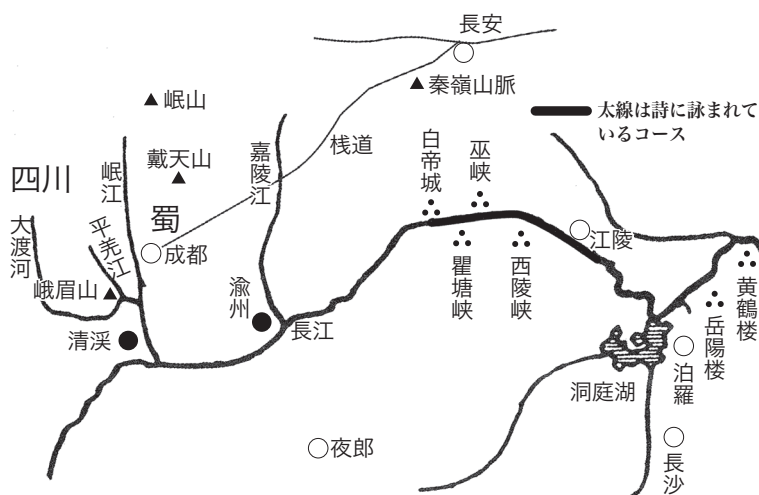 長安
秦嶺山脈
太線は詩に詠まれて
いるコース
岷山
戴天山
岷江
嘉陵江
桟道
白帝城
巫峡
四川
蜀
大渡河
平羌江
成都
江陵
瞿塘峡
西陵峡
黄鶴楼
峨眉山
渝州
岳陽楼
清渓
長江
洞庭湖
泊羅
夜郎
長沙